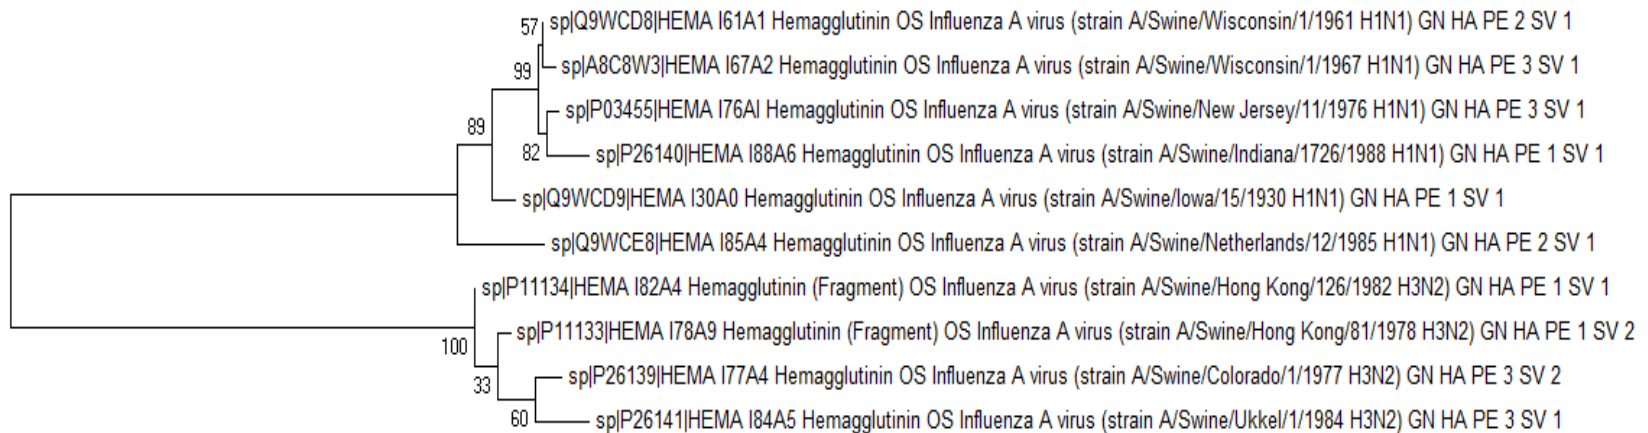 57 sp|Q9WCD8|HEMA I61A1 Hemagglutinin OS Influenza A virus (strain A/Swine/Wisconsin/1/1961 H1N1) GN HA PE 2 SV 1
sp|A8C8W3|HEMA I67A2 Hemagglutinin OS Influenza A virus (strain A/Swine/Wisconsin/1/1967 H1N1) GN HA PE 3 SV 1
99
sp|P03455|HEMA I76AI Hemagglutinin OS Influenza A virus (strain A/Swine/New Jersey/11/1976 H1N1) GN HA PE 3 SV 1
89
82 sp|P26140|HEMA I88A6 Hemagglutinin OS Influenza A virus (strain A/Swine/Indiana/1726/1988 H1N1) GN HA PE 1 SV 1
sp|Q9WCD9|HEMA I30A0 Hemagglutinin OS Influenza A virus (strain A/Swine/Iowa/15/1930 H1N1) GN HA PE 1 SV 1
sp|Q9WCE8|HEMA I85A4 Hemagglutinin OS Influenza A virus (strain A/Swine/Netherlands/12/1985 H1N1) GN HA PE 2 SV 1
sp|P11134|HEMA I82A4 Hemagglutinin (Fragment) OS Influenza A virus (strain A/Swine/Hong Kong/126/1982 H3N2) GN HA PE 1 SV 1
sp|P11133|HEMA I78A9 Hemagglutinin (Fragment) OS Influenza A virus (strain A/Swine/Hong Kong/81/1978 H3N2) GN HA PE 1 SV 2
100
sp|P26139|HEMA I77A4 Hemagglutinin OS Influenza A virus (strain A/Swine/Colorado/1/1977 H3N2) GN HA PE 3 SV 2
33
60 sp|P26141|HEMA I84A5 Hemagglutinin OS Influenza A virus (strain A/Swine/Ukkel/1/1984 H3N2) GN HA PE 3 SV 1